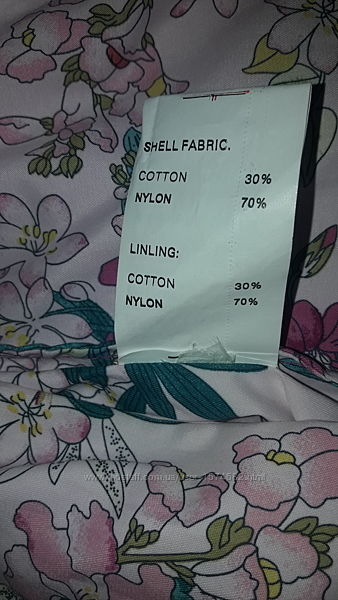 SHELL FABRIC.
COTTON 30%
NYLON 70%
LINLING:
COTTON 30%
NYLON 70%